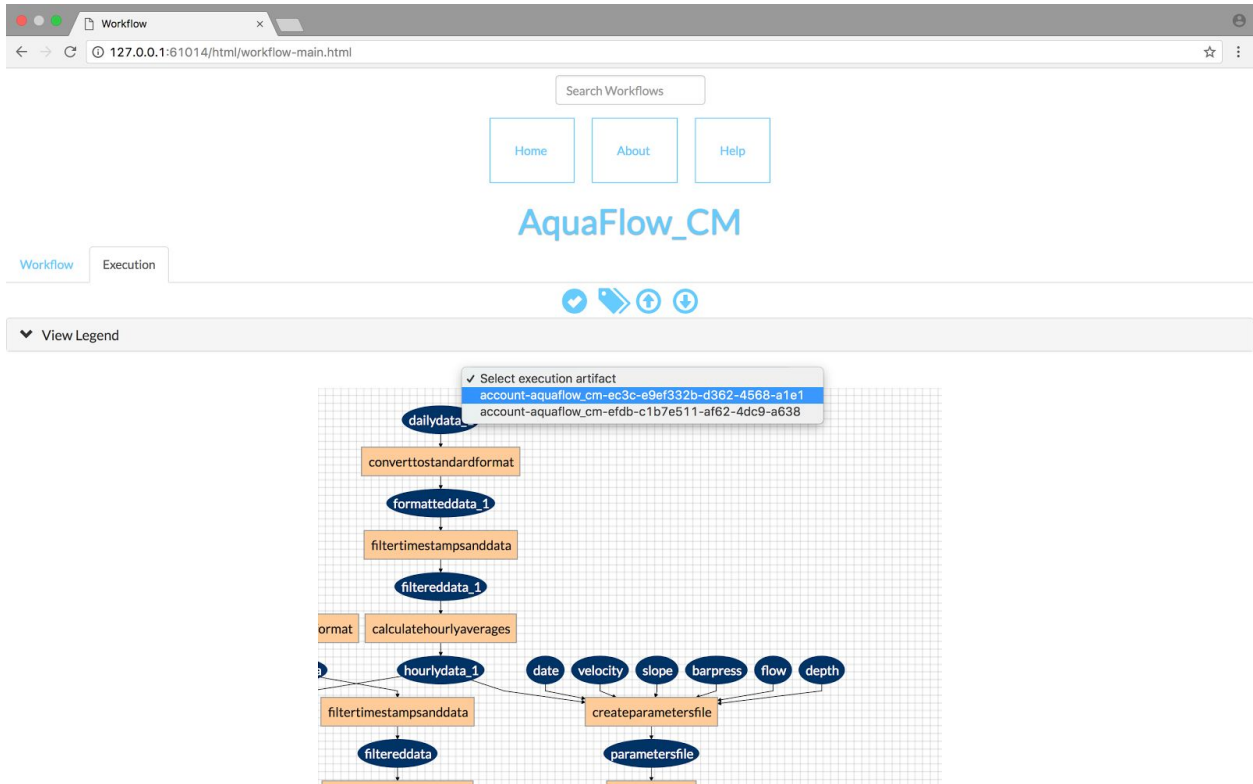 Workflow
127.0.0.1:61014/html/workflow-main.html
Search Workflows
Home About Help
AquaFlow_CM
Workflow Execution
View Legend
Select execution artifact
account-aquaflow_cm-ec3c-e9ef332b-d362-4568-a1e1
account-aquaflow_cm-efdb-c1b7e511-af62-4dc9-a638
dailydata_
converttostandardformat
formatteddata_1
filtertimestampsanddata
filtereddata_1
ormat calculatehourlyaverages
hourlydata_1 date velocity slope barpress flow depth
filtertimestampsanddata createparametersfile
filtereddata parametersfile